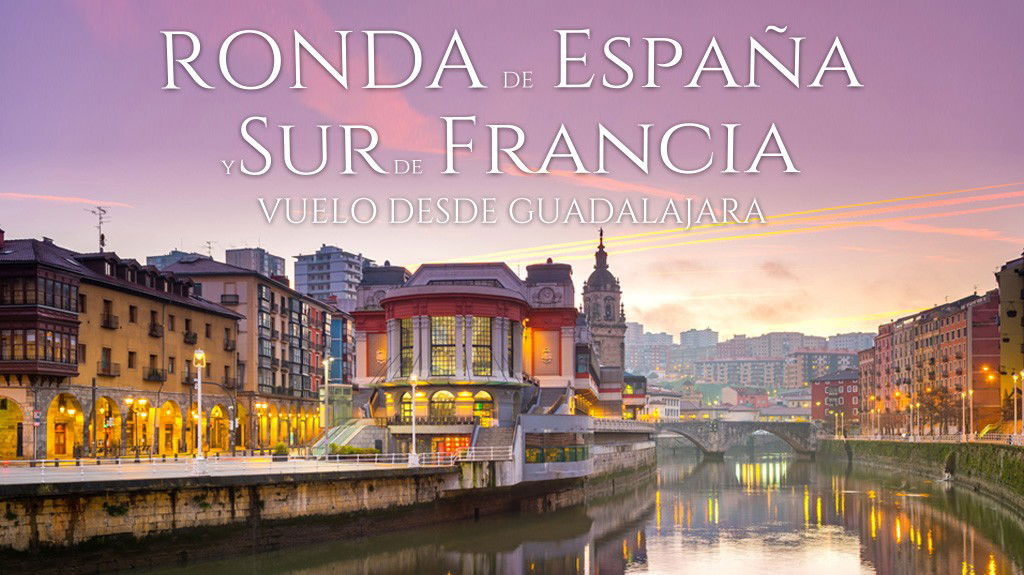 RONDA DE ESPAÑA
Y SUR DE FRANCIA
VUELO DESDE GUADALAJARA